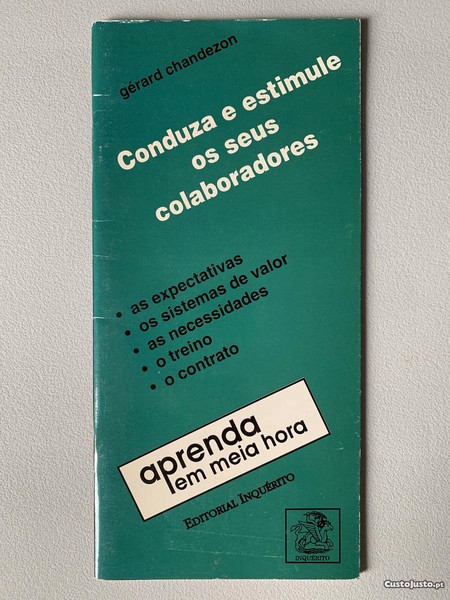 gérard chandezon
Conduza e estimule
os seus
colaboradores
• as expectativas
• os sistemas de valor
• as necessidades
• o treino
• o contrato
aprenda
em meia hora
EDITORIAL INQUÉRITO
INQUÉRITO
CustoJusto.pt